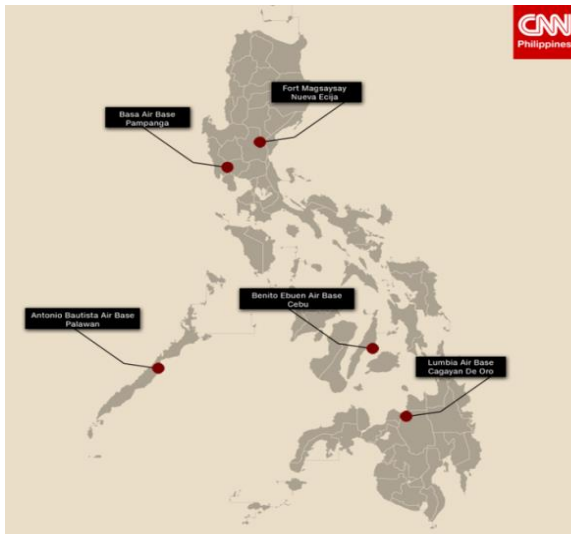 CNN
Philippines
Fort Magsaysay
Nueva Ecija
Basa Air Base
Pampanga
Benito Ebuen Air Base
Cebu
Antonio Bautista Air Base
Palawan
Lumbia Air Base
Cagayan De Oro